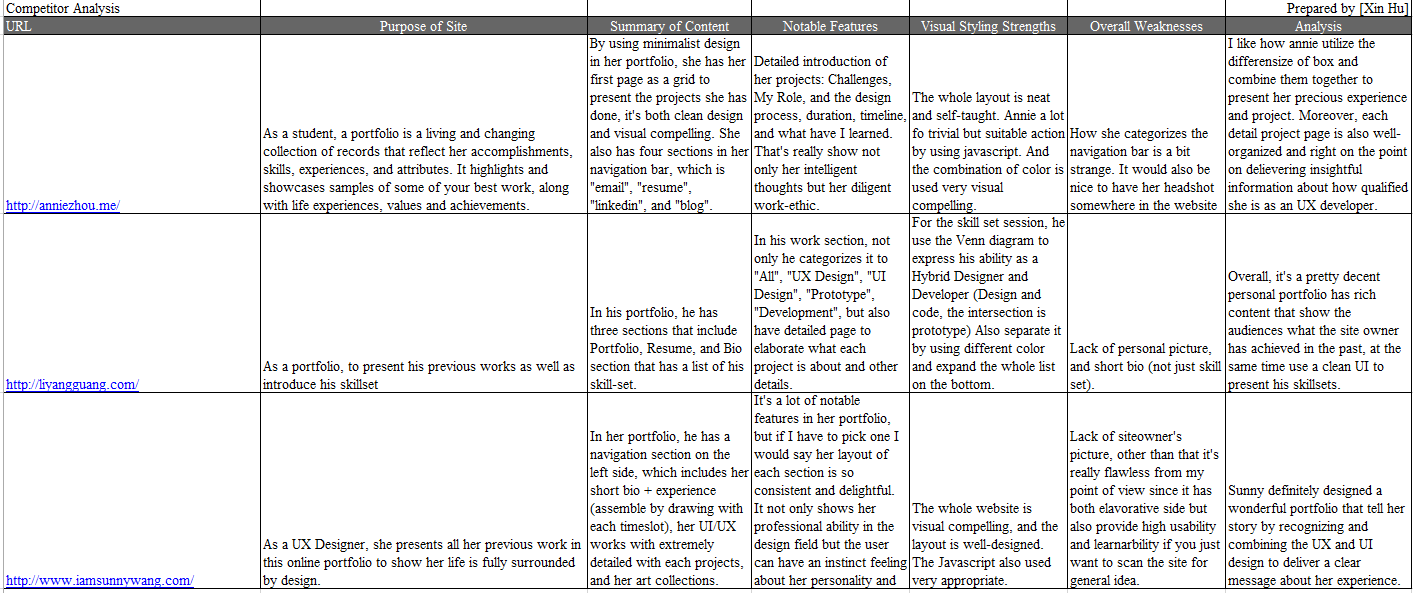 Competitor Analysis
Prepared by [Xin Hu]
URL
Purpose of Site
Summary of Content
Notable Features
Visual Styling Strengths
Overall Weaknesses
Analysis
http://anniezhou.me/
As a student, a portfolio is a living and changing
collection of records that reflect her accomplishments,
skills, experiences, and attributes. It highlights and
showcases samples of some of your best work, along
with life experiences, values and achievements.
By using minimalist design
in her portfolio, she has her
first page as a grid to
present the projects she has
done, it's both clean design
and visual compelling. She
also has four sections in her
navigation bar, which is
"email", "resume",
"linkedin", and "blog".
Detailed introduction of
her projects: Challenges,
My Role, and the design
process, duration, timeline,
and what have I learned.
That's really show not
only her intelligent
thoughts but her diligent
work-ethic.
The whole layout is neat
and self-taught. Annie a lot
fo trivial but suitable action
by using javascript. And
the combination of color is
used very visual
compelling.
How she categorizes the
navigation bar is a bit
strange. It would also be
nice to have her headshot
somewhere in the website
I like how annie utilize the
differensize of box and
combine them together to
present her precious experience
and project. Moreover, each
detail project page is also well-
organized and right on the point
on delievering insightful
information about how qualified
she is as an UX developer.
http://liyangguang.com/
As a portfolio, to present his previous works as well as
introduce his skillset
In his portfolio, he has
three sections that include
Portfolio, Resume, and Bio
section that has a list of his
skill-set.
In his work section, not
only he categorizes it to
"All", "UX Design", "UI
Design", "Prototype",
"Development", but also
have detailed page to
elaborate what each
project is about and other
details.
For the skill set session, he
use the Venn diagram to
express his ability as a
Hybrid Designer and
Developer (Design and
code, the intersection is
prototype) Also separate it
by using different color
and expand the whole list
on the bottom.
Lack of personal picture,
and short bio (not just skill
set).
Overall, it's a pretty decent
personal portfolio has rich
content that show the
audiences what the site owner
has achieved in the past, at the
same time use a clean UI to
present his skillsets.
http://www.iamsunnywang.com/
As a UX Designer, she presents all her previous work in
this online portfolio to show her life is fully surrounded
by design.
In her portfolio, he has a
navigation section on the
left side, which includes her
short bio + experience
(assemble by drawing with
each timeslot), her UI/UX
works with extremely
detailed with each projects,
and her art collections.
It's a lot of notable
features in her portfolio,
but if I have to pick one I
would say her layout of
each section is so
consistent and delightful.
It not only shows her
professional ability in the
design field but the user
can have an instinct feeling
about her personality and
The whole website is
visual compelling, and the
layout is well-designed.
The Javascript also used
very appropriate.
Lack of siteowner's
picture, other than that it's
really flawless from my
point of view since it has
both elavorative side but
also provide high usability
and learnarbility if you just
want to scan the site for
general idea.
Sunny definitely designed a
wonderful portfolio that tell her
story by recognizing and
combining the UX and UI
design to deliver a clear
message about her experience.